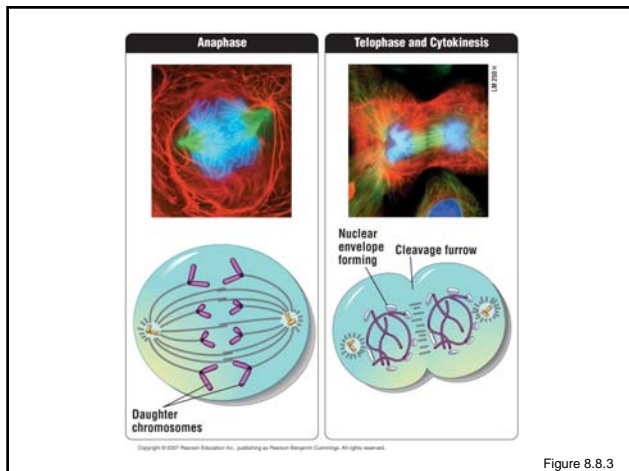 Anaphase
Telophase and Cytokinesis
LM 250×
Nuclear
envelope
forming
Cleavage furrow
Daughter
chromosomes
Copyright © 2007 Pearson Education Inc., publishing as Pearson Benjamin Cummings. All rights reserved.
Figure 8.8.3